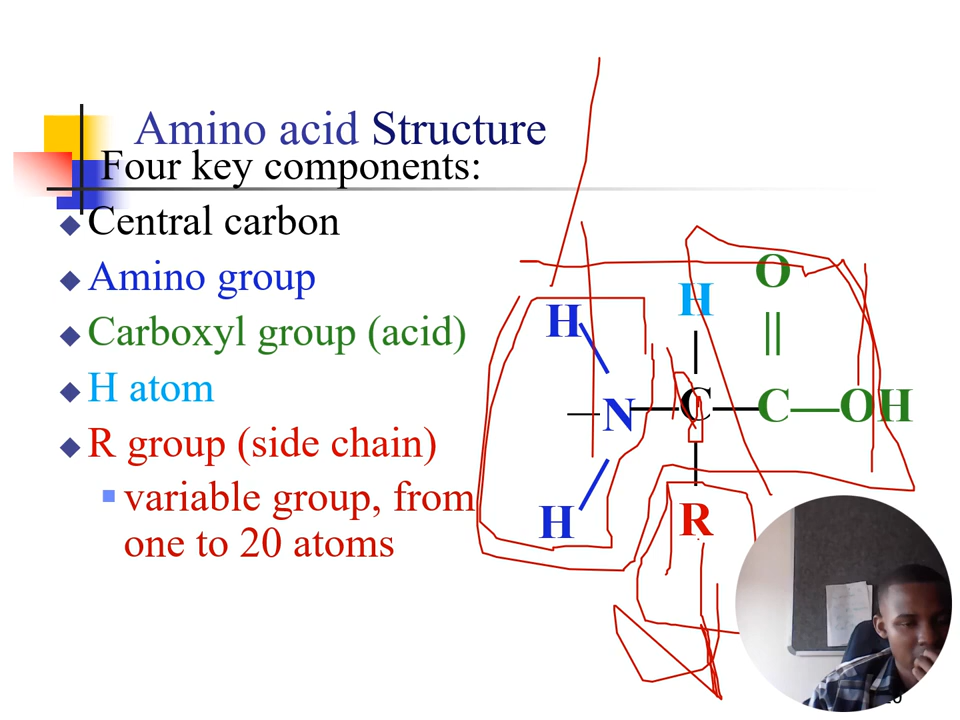 Amino acid Structure
Four key components:
Central carbon
Amino group
Carboxyl group (acid)
H atom
R group (side chain)
variable group, from
one to 20 atoms
O
H
H
||
—N—C—C—OH
H
R